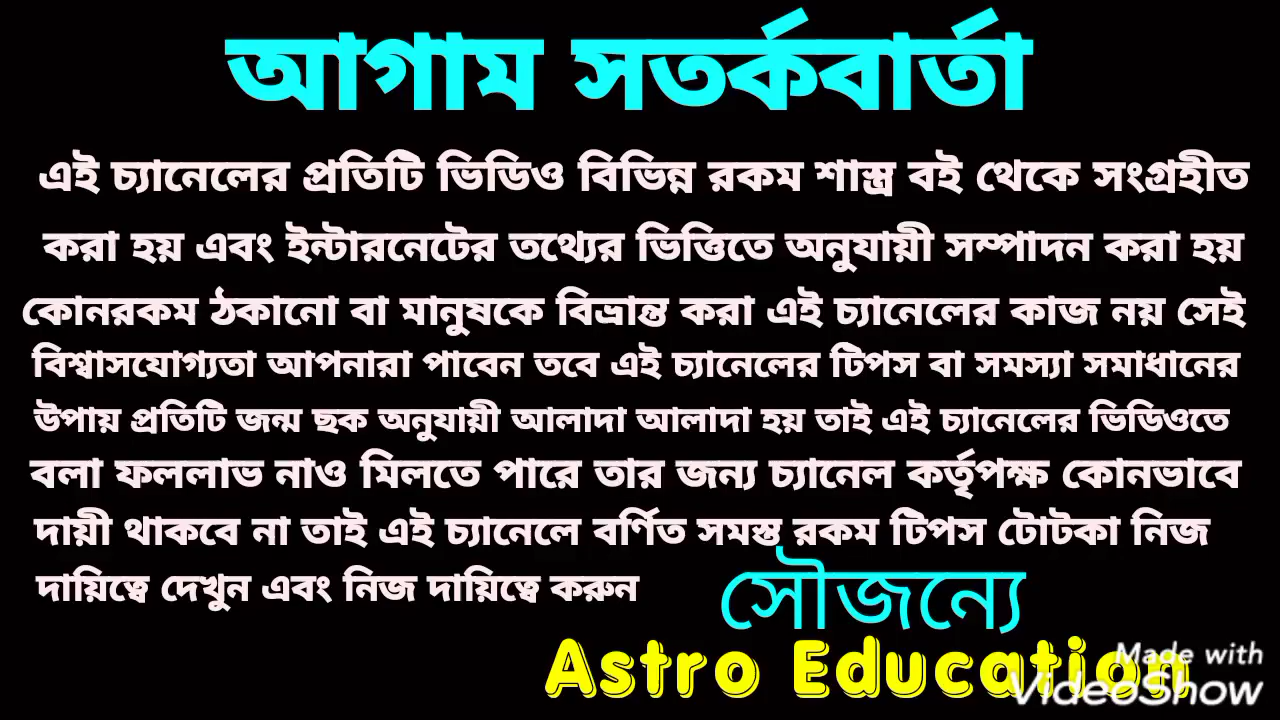 আগাম সতর্কবার্তা
এই চ্যানেলের প্রতিটি ভিডিও বিভিন্ন রকম শাস্ত্র বই থেকে সংগ্রহীত
করা হয় এবং ইন্টারনেটের তথ্যের ভিত্তিতে অনুযায়ী সম্পাদন করা হয়
কোনরকম ঠকানো বা মানুষকে বিভ্রান্ত করা এই চ্যানেলের কাজ নয় সেই
বিশ্বাসযোগ্যতা আপনারা পাবেন তবে এই চ্যানেলের টিপস বা সমস্যা সমাধানের
উপায় প্রতিটি জন্ম ছক অনুযায়ী আলাদা আলাদা হয় তাই এই চ্যানেলের ভিডিওতে
বলা ফললাভ নাও মিলতে পারে তার জন্য চ্যানেল কর্তৃপক্ষ কোনভাবে
দায়ী থাকবে না তাই এই চ্যানেলে বর্ণিত সমস্ত রকম টিপস টোটকা নিজ
দায়িত্বে দেখুন এবং নিজ দায়িত্বে করুন
সৌজন্যে
Astro Education
Made with
VideoShow